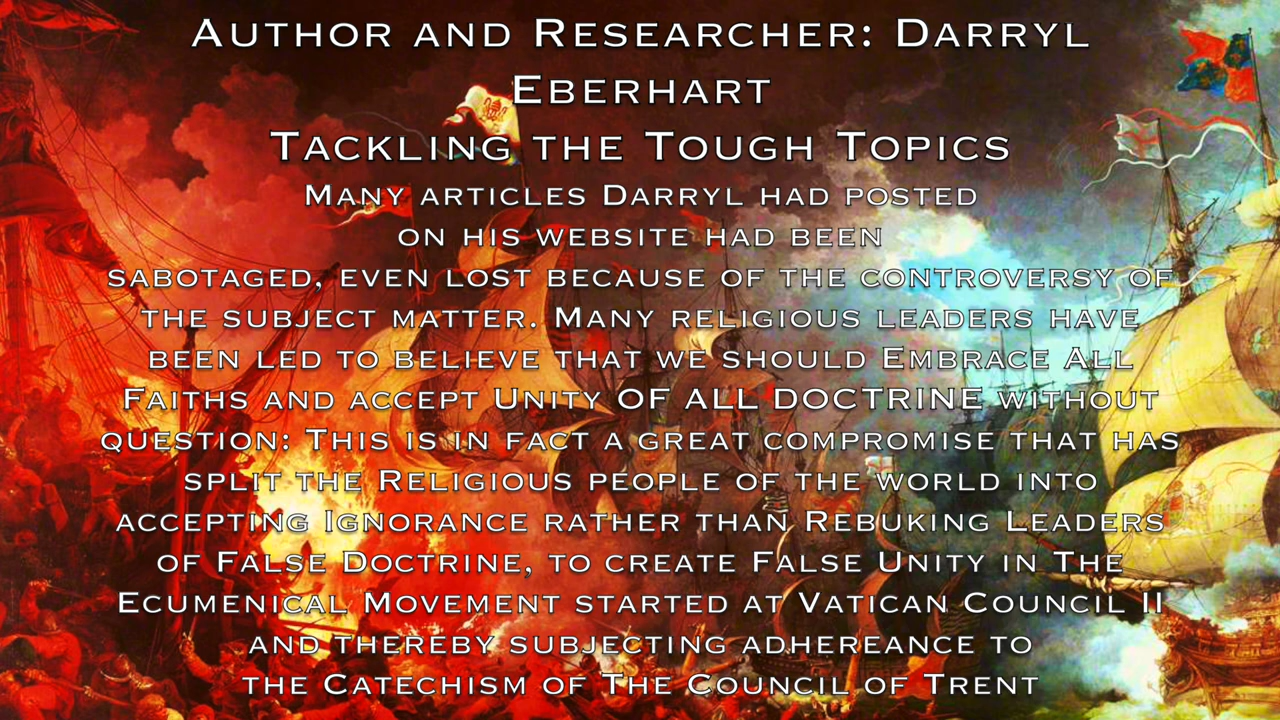 Author and Researcher: Darryl
Eberhart
Tackling the Tough Topics
Many articles Darryl had posted
on his website had been
sabotaged, even lost because of the controversy of
the subject matter. Many religious leaders have
been led to believe that we should Embrace All
Faiths and accept Unity OF ALL DOCTRINE without
question: This is in fact a great compromise that has
split the Religious people of the world into
accepting Ignorance rather than Rebuking Leaders
of False Doctrine, to create False Unity in The
Ecumenical Movement started at Vatican Council II
and thereby subjecting adhereance to
the Catechism of The Council of Trent